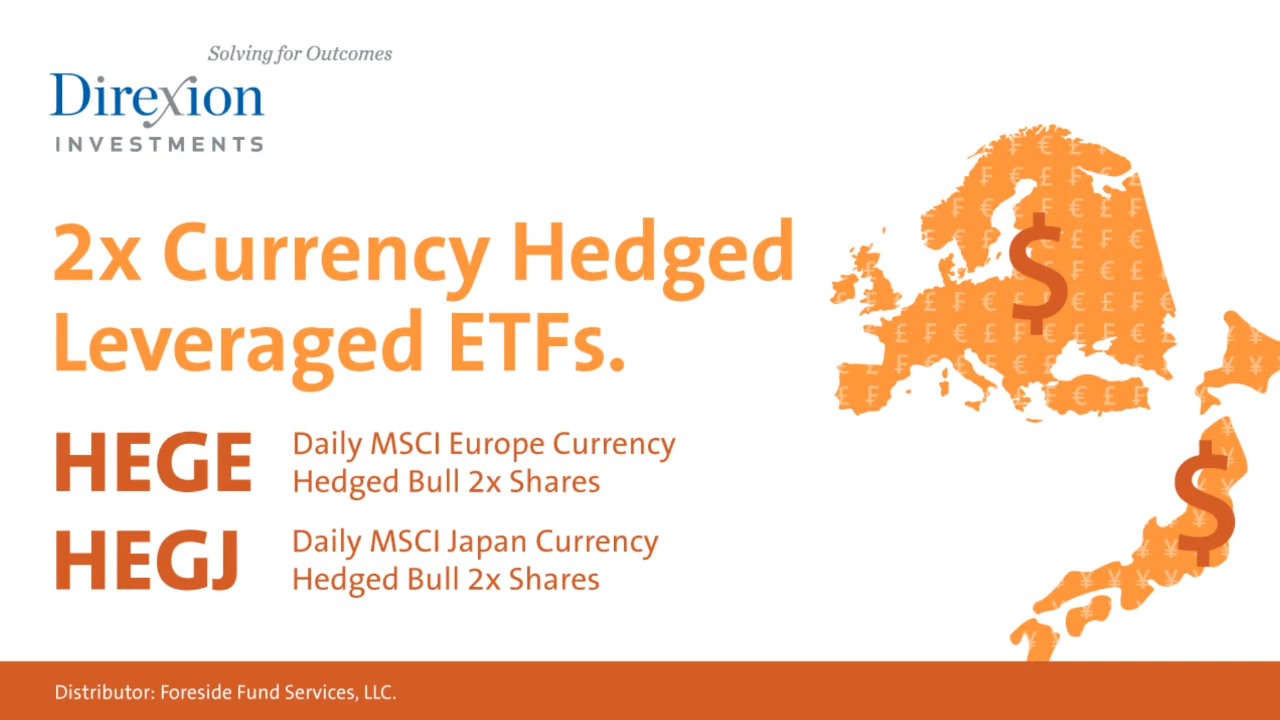 Solving for Outcomes
Direxion
INVESTMENTS
2x Currency Hedged
Leveraged ETFs.
HEGE
Daily MSCI Europe Currency
Hedged Bull 2x Shares
HEGJ
Daily MSCI Japan Currency
Hedged Bull 2x Shares
$
$
Distributor: Foreside Fund Services, LLC.